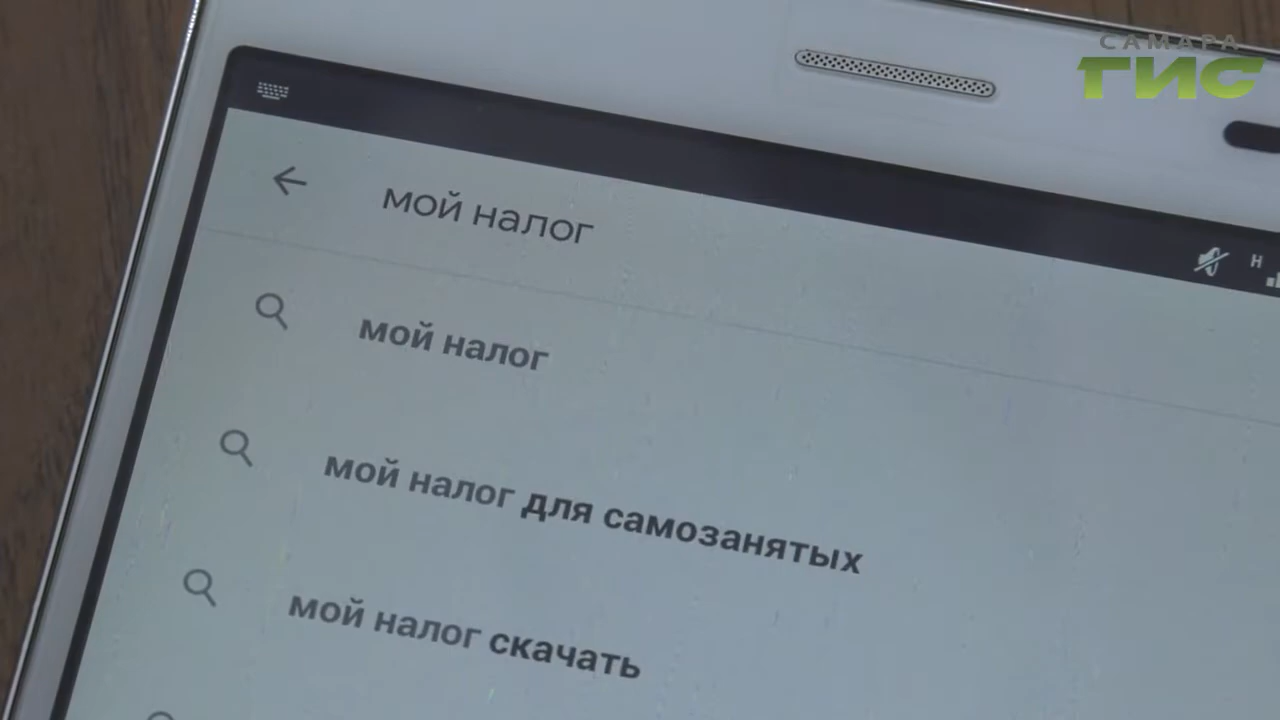 САМАРА
ГИС
H
мой налог
мой налог
мой налог для самозанятых
мой налог скачать